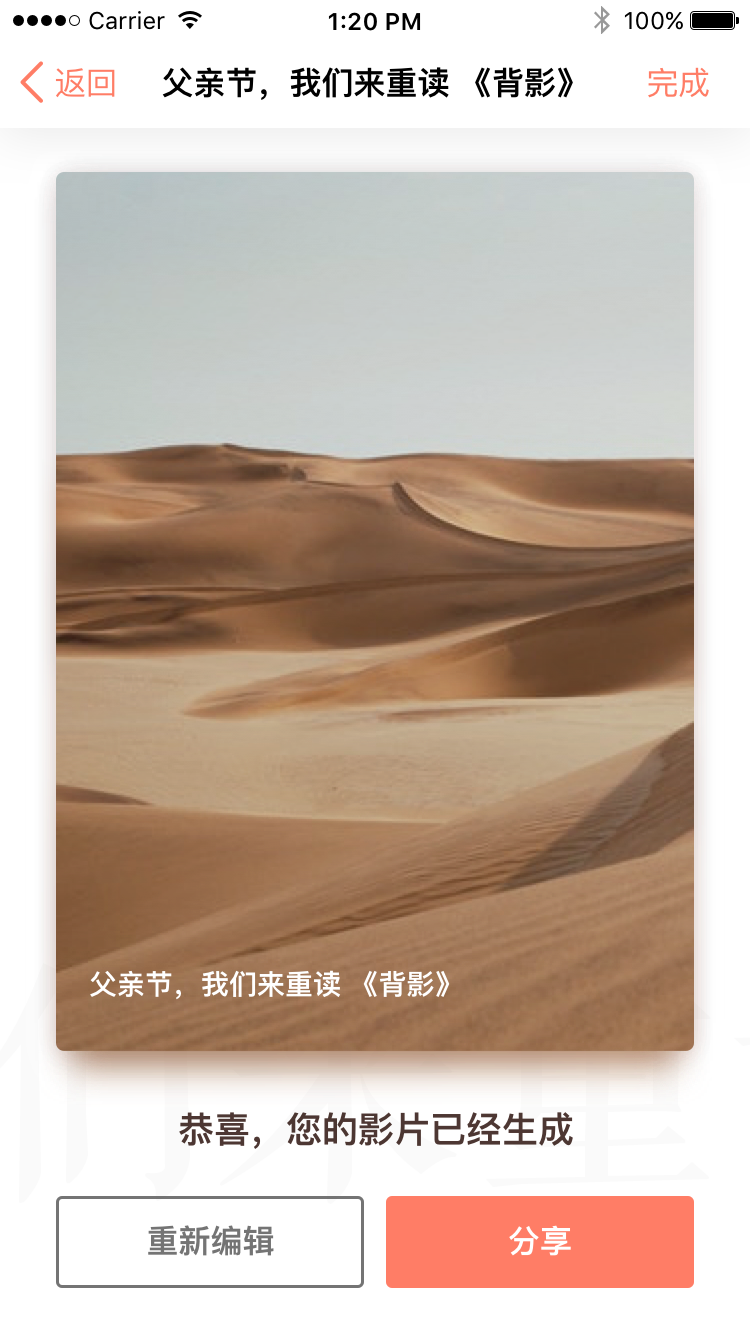 Carrier 1:20 PM 100%
返回 父亲节，我们来重读 《背影》 完成
父亲节，我们来重读 《背影》
恭喜，您的影片已经生成
重新编辑 分享